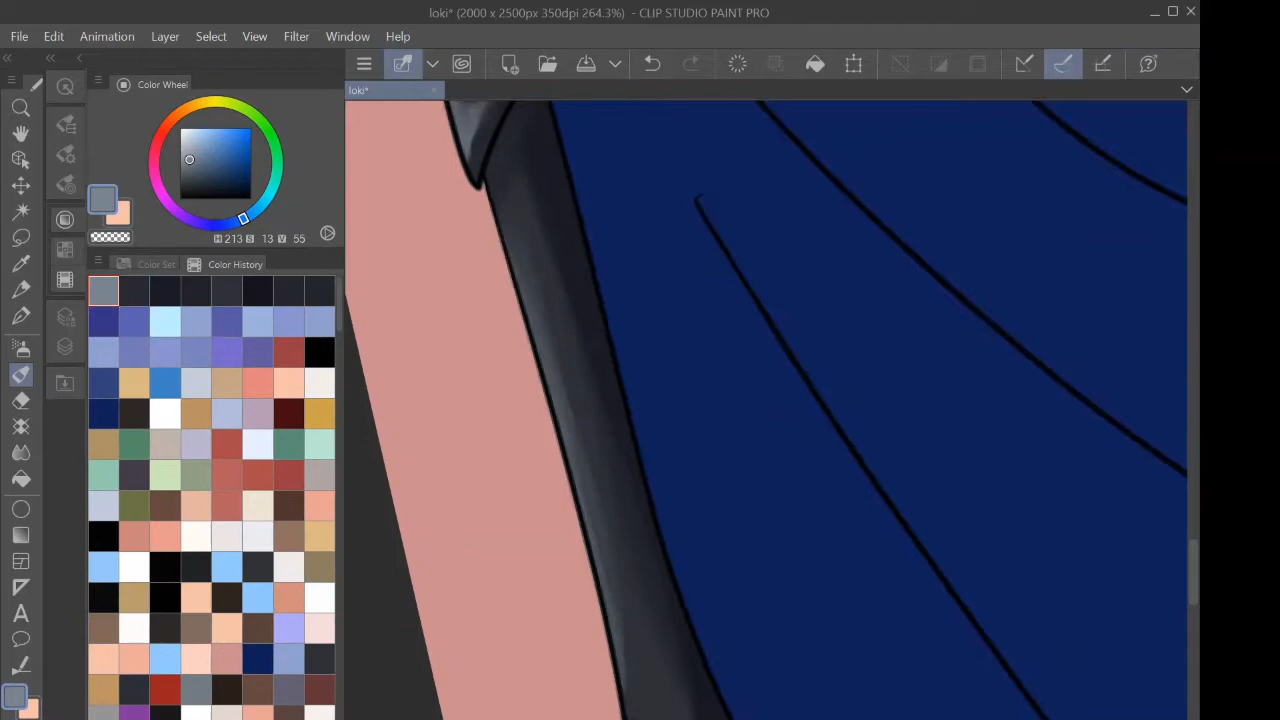 loki* (2000 x 2500px 350dpi 264.3%) - CLIP STUDIO PAINT PRO
File Edit Animation Layer Select View Filter Window Help
Color Wheel
loki*
H 213 S 13 V 55
Color Set Color History